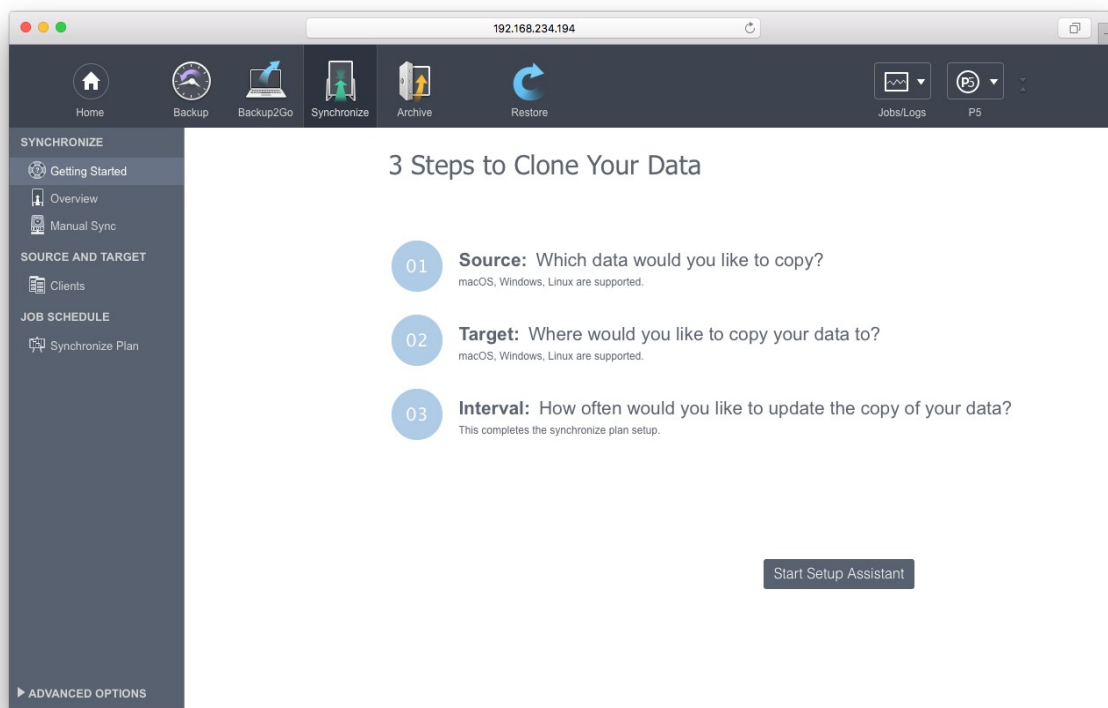 192.168.234.194
Home
Backup
Backup2Go
Synchronize
Archive
Restore
Jobs/Logs
P5
P5
SYNCHRONIZE
Getting Started
Overview
Manual Sync
SOURCE AND TARGET
Clients
JOB SCHEDULE
Synchronize Plan
ADVANCED OPTIONS
3 Steps to Clone Your Data
01
Source: Which data would you like to copy?
macOS, Windows, Linux are supported.
02
Target: Where would you like to copy your data to?
macOS, Windows, Linux are supported.
03
Interval: How often would you like to update the copy of your data?
This completes the synchronize plan setup.
Start Setup Assistant